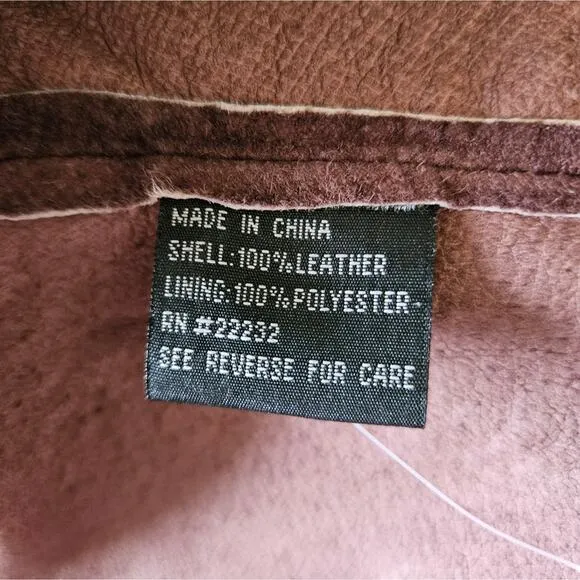 MADE IN CHINA
SHELL:100%LEATHER
LINING:100%POLYESTER-
RN #22232
SEE REVERSE FOR CARE